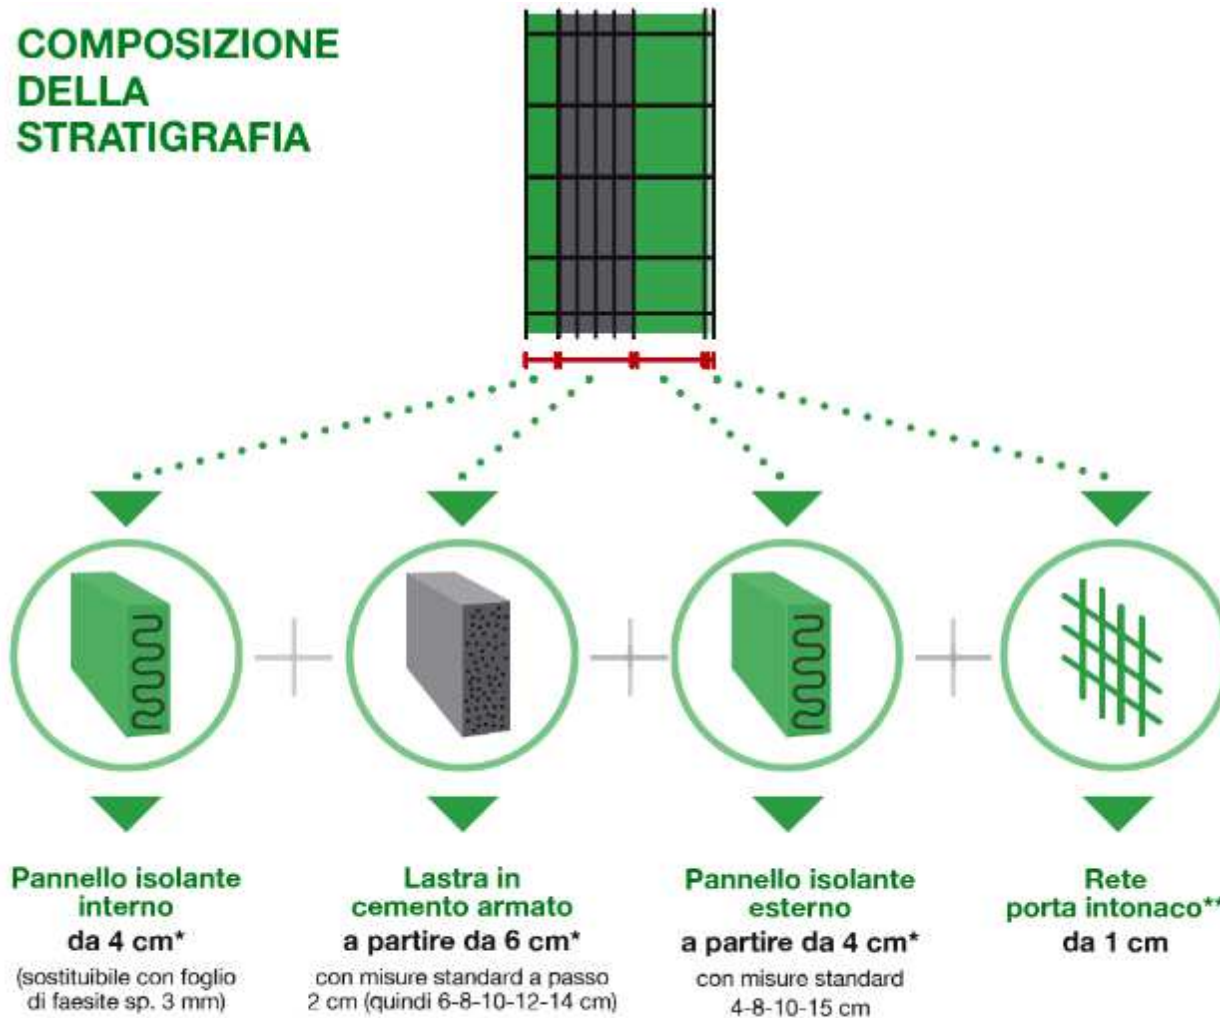 COMPOSIZIONE
DELLA
STRATIGRAFIA
Pannello isolante
interno
da 4 cm*
(sostituibile con foglio
di faesite sp. 3 mm)
Lastra in
cemento armato
a partire da 6 cm*
con misure standard a passo
2 cm (quindi 6-8-10-12-14 cm)
Pannello isolante
esterno
a partire da 4 cm*
con misure standard
4-8-10-15 cm
Rete
porta intonaco**
da 1 cm